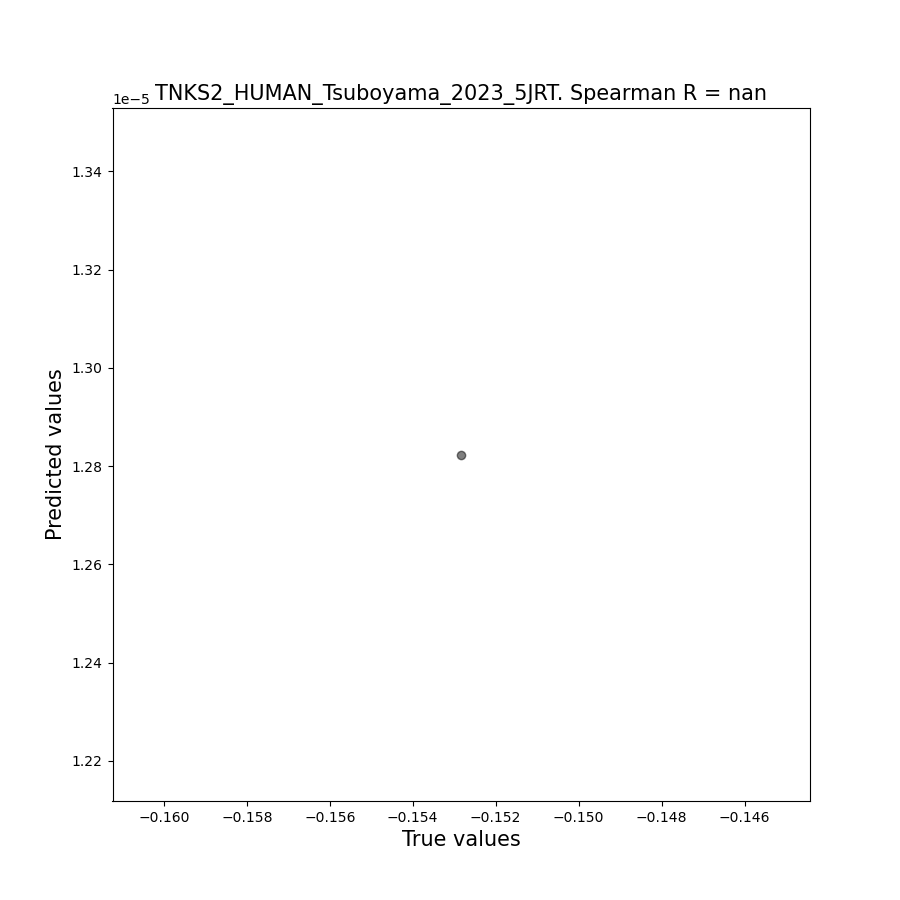 TNKS2_HUMAN_Tsuboyama_2023_5JRT. Spearman R = nan
1e−5
1.34
1.32
1.30
1.28
1.26
1.24
1.22
Predicted values
−0.160 −0.158 −0.156 −0.154 −0.152 −0.150 −0.148 −0.146
True values